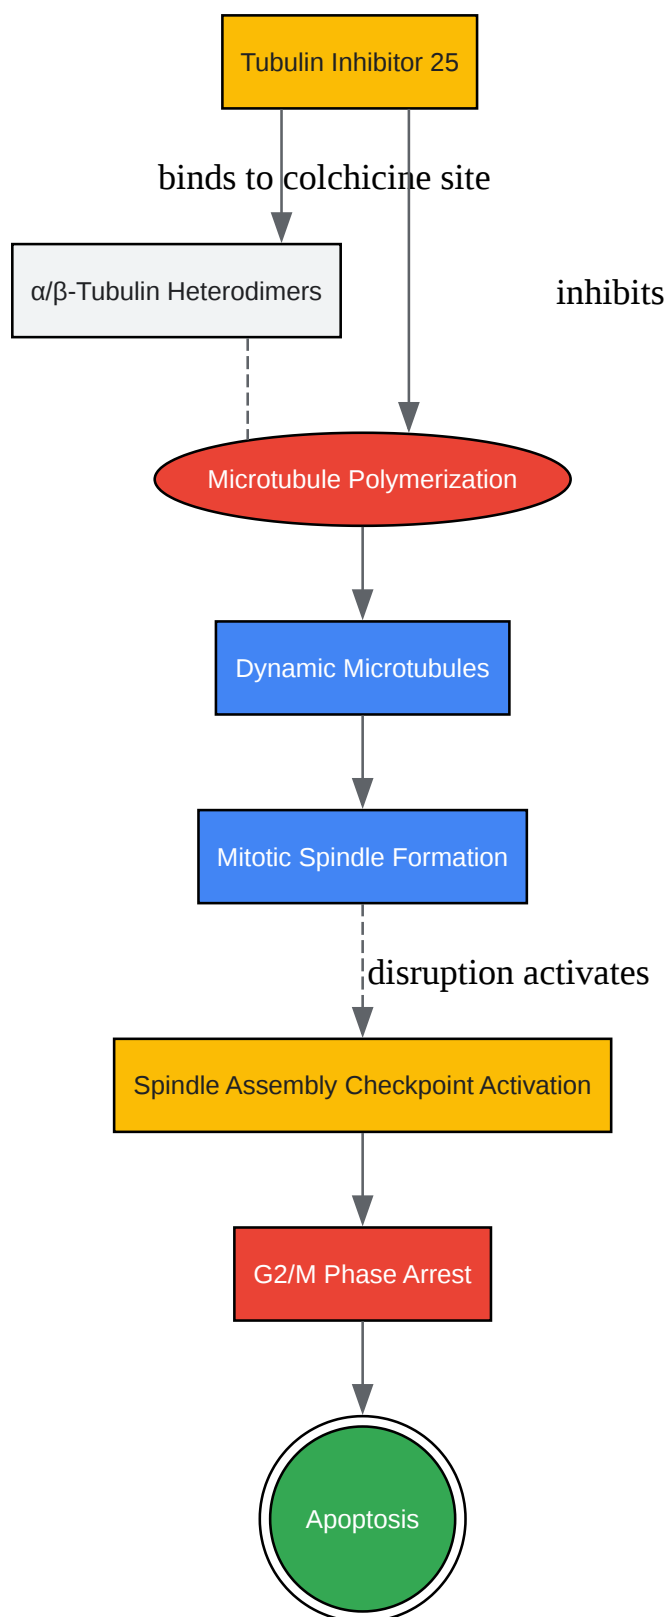 Tubulin Inhibitor 25
binds to colchicine site
α/β-Tubulin Heterodimers
inhibits
Microtubule Polymerization
Dynamic Microtubules
Mitotic Spindle Formation
disruption activates
Spindle Assembly Checkpoint Activation
G2/M Phase Arrest
Apoptosis